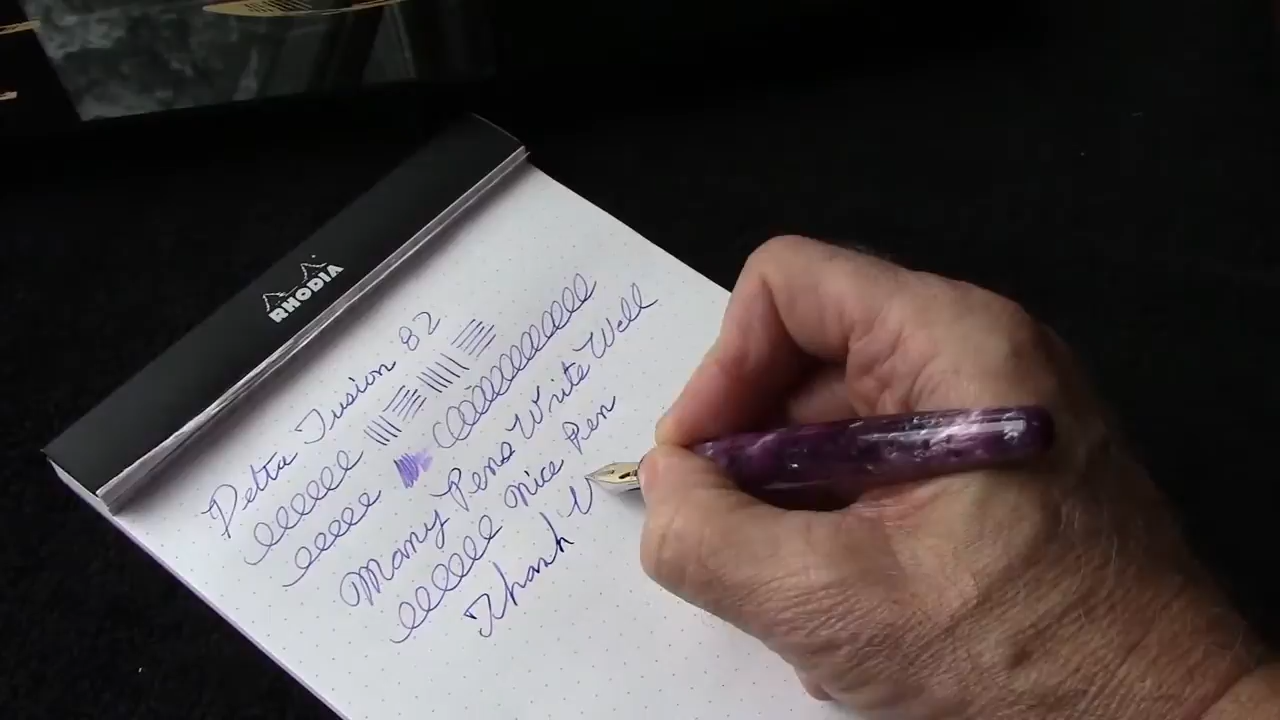 RHODIA
Delta Fusion 82
Many Pens Write Well
Nice Pen
Thank